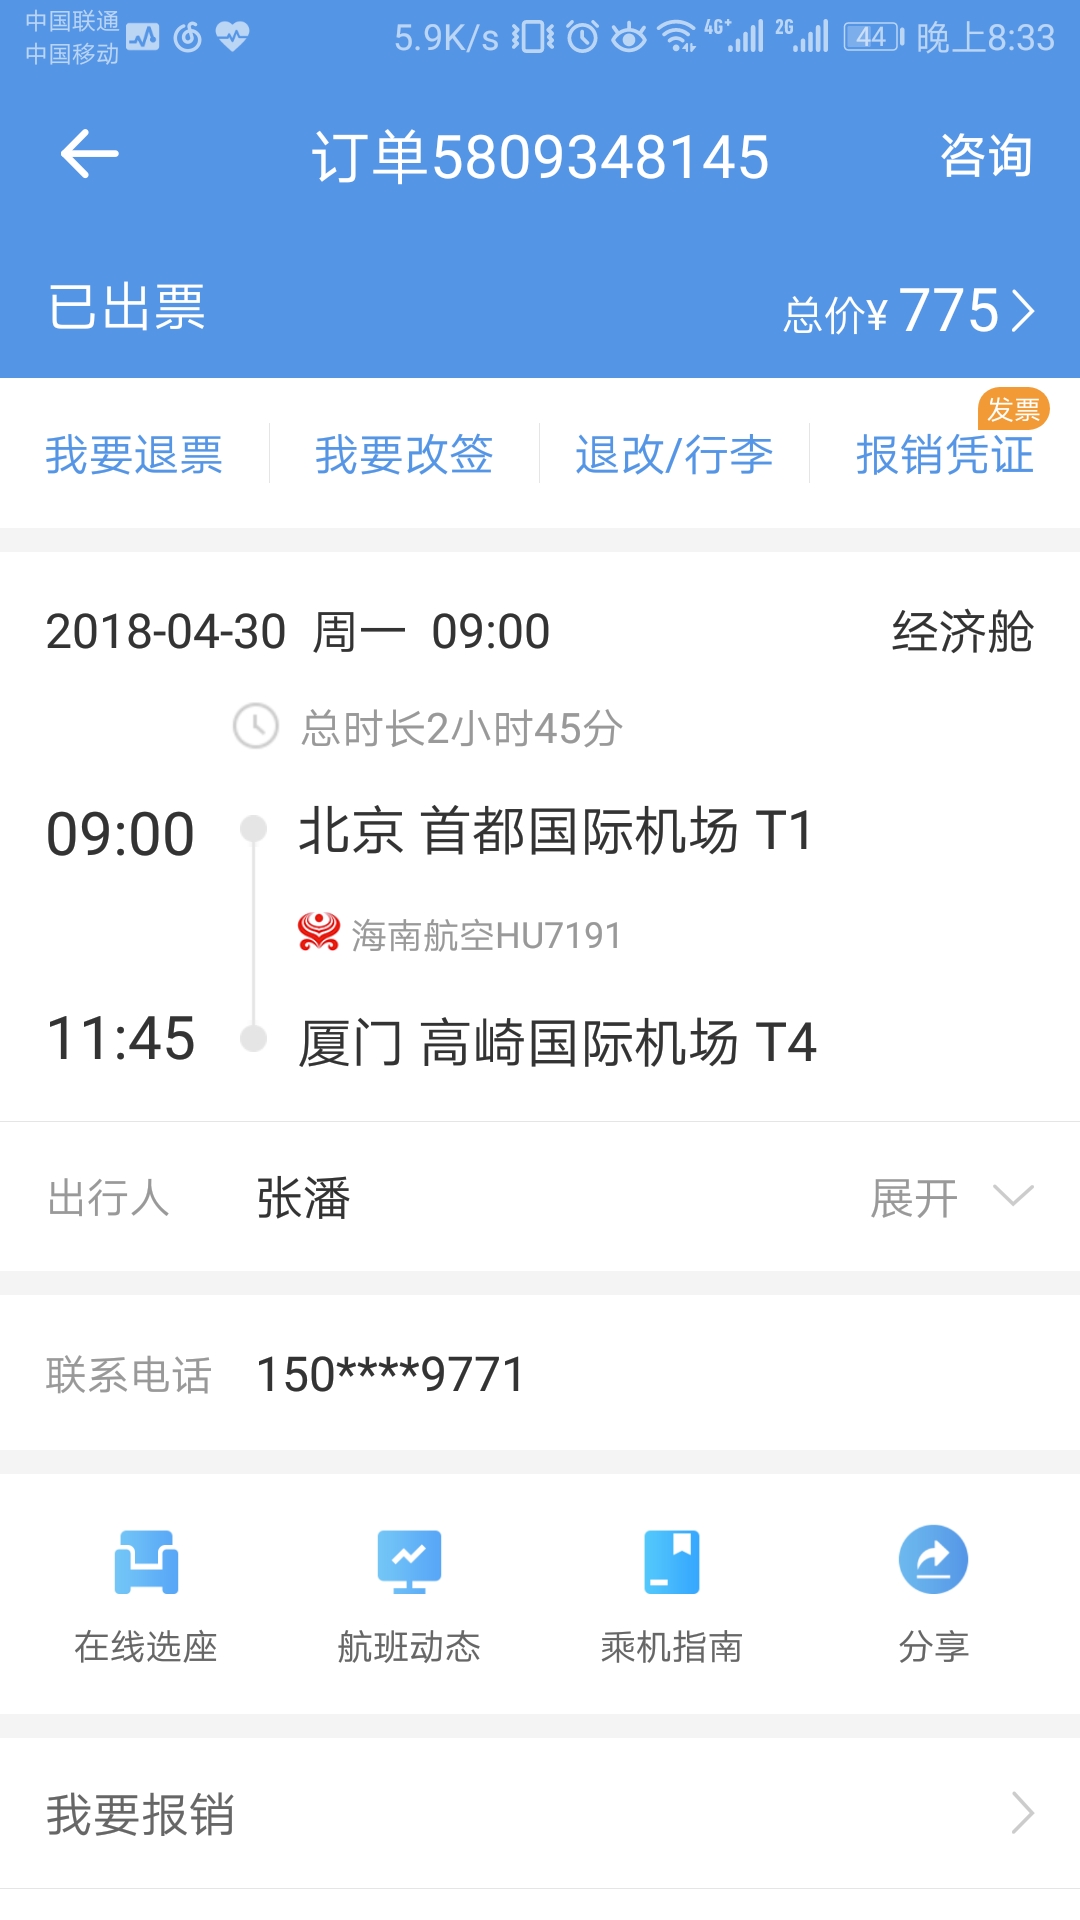 中国联通
中国移动
5.9K/s 4G+ 2G 44 晚上8:33
订单5809348145 咨询
已出票 总价¥ 775
发票
我要退票 我要改签 退改/行李 报销凭证
2018-04-30 周一 09:00 经济舱
总时长2小时45分
09:00 北京 首都国际机场 T1
海南航空HU7191
11:45 厦门 高崎国际机场 T4
出行人 张潘 展开
联系电话 150****9771
在线选座 航班动态 乘机指南 分享
我要报销